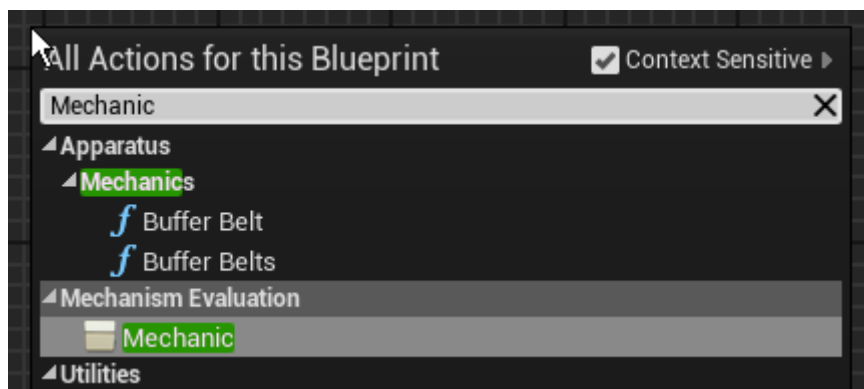 All Actions for this Blueprint Context Sensitive
Mechanic
Apparatus
Mechanics
f Buffer Belt
f Buffer Belts
Mechanism Evaluation
Mechanic
Utilities